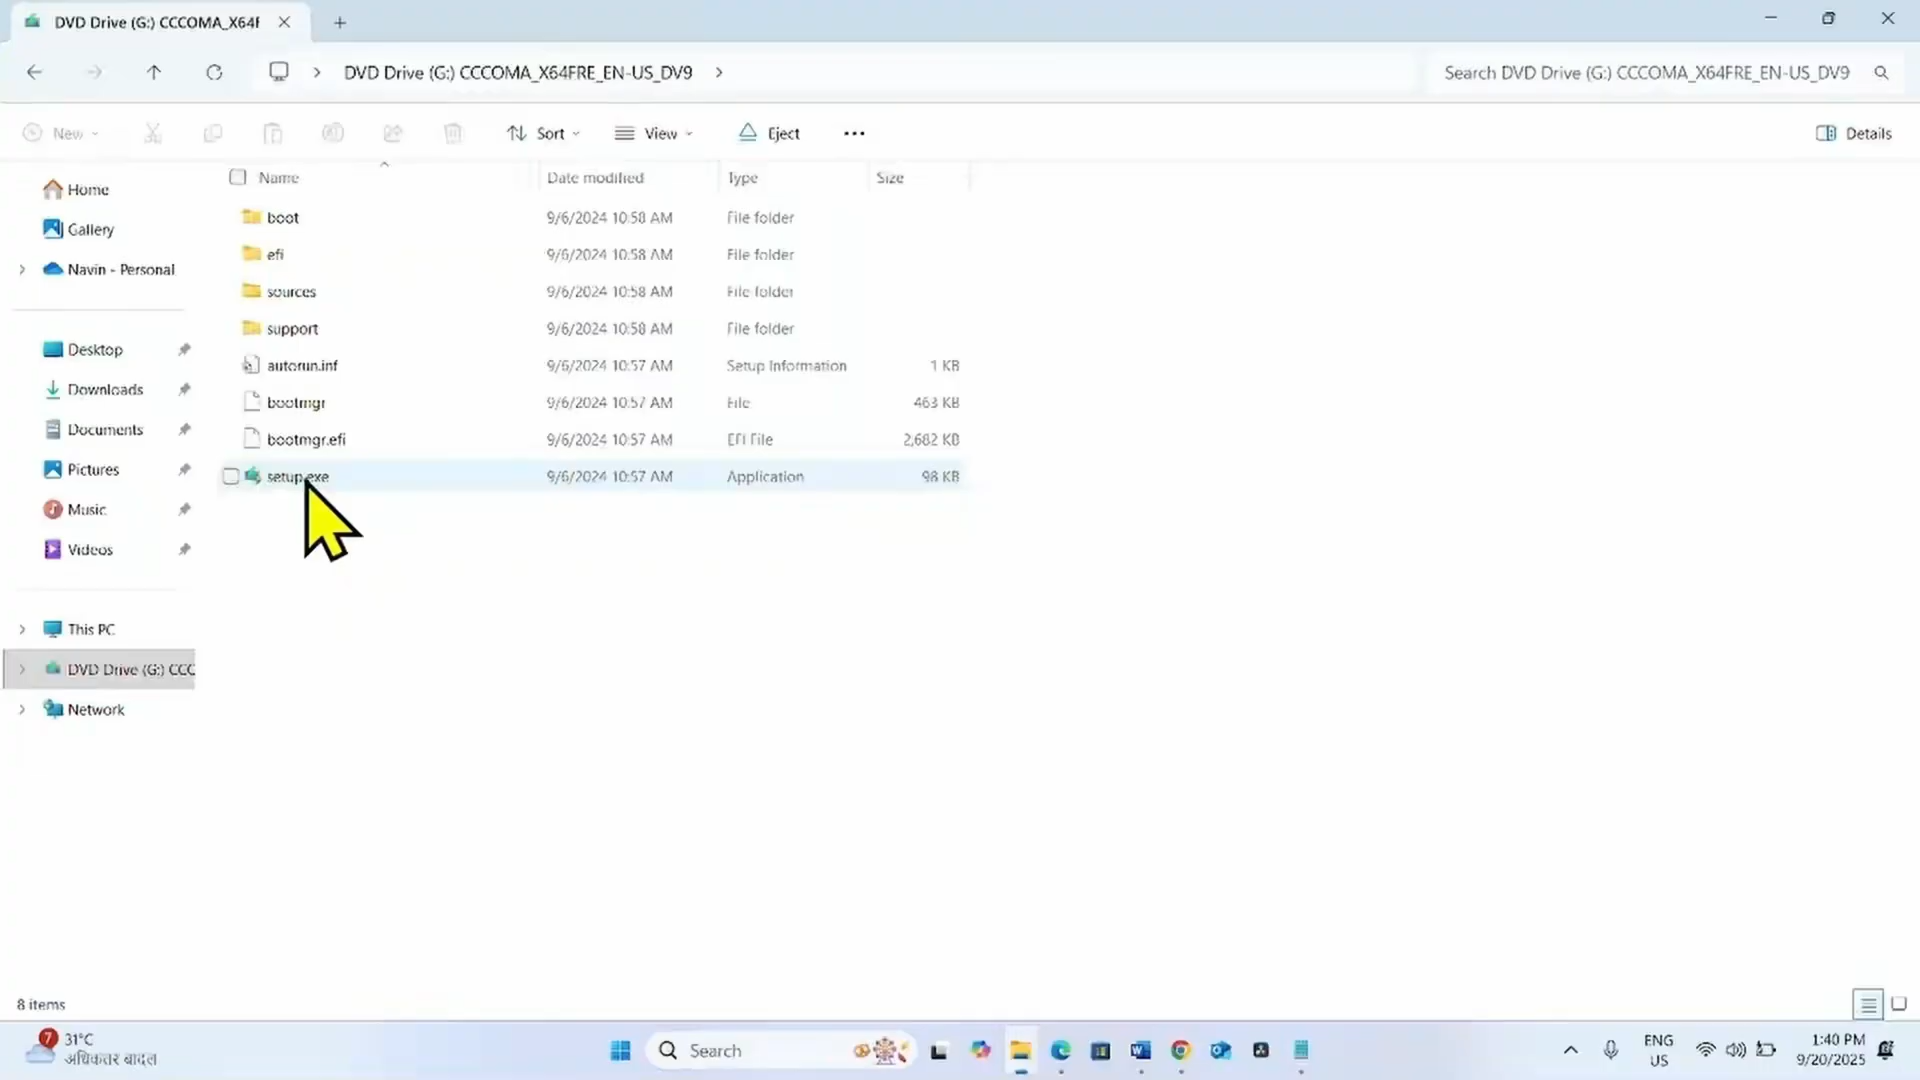 DVD Drive (G:) CCCOMA_X64F
DVD Drive (G:) CCCOMA_X64FRE_EN-US_DV9
Search DVD Drive (G:) CCCOMA_X64FRE_EN-US_DV9
New
Sort
View
Eject
Details
Name Date modified Type Size
boot 9/6/2024 10:58 AM File folder
efi 9/6/2024 10:58 AM File folder
sources 9/6/2024 10:58 AM File folder
support 9/6/2024 10:58 AM File folder
autorun.inf 9/6/2024 10:57 AM Setup Information 1 KB
bootmgr 9/6/2024 10:57 AM File 463 KB
bootmgr.efi 9/6/2024 10:57 AM EFI File 2,682 KB
setup.exe 9/6/2024 10:57 AM Application 98 KB
Home
Gallery
Navin - Personal
Desktop
Downloads
Documents
Pictures
Music
Videos
This PC
DVD Drive (G:) CCC
Network
8 items
7
31°C
अधिकतर बादल
Search
ENG
US
1:40 PM
9/20/2025